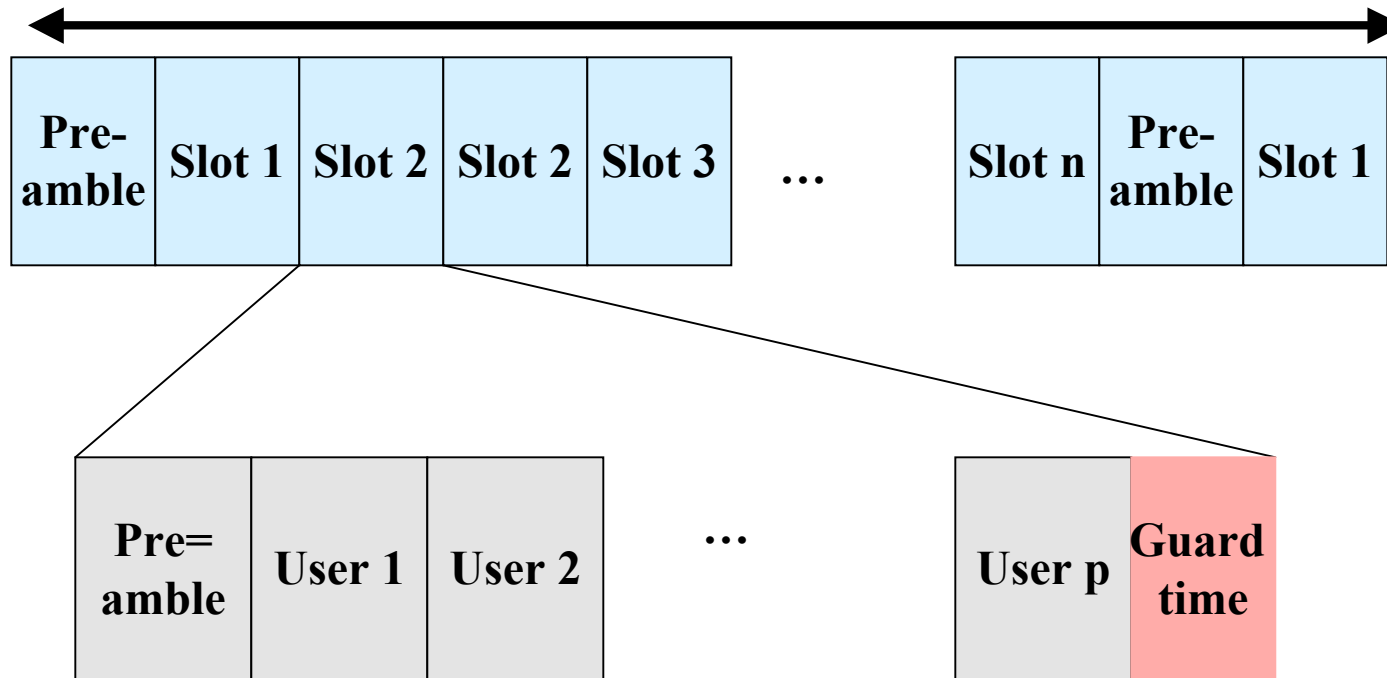 Pre-
amble
Slot 1
Slot 2
Slot 2
Slot 3
...
Slot n
Pre-
amble
Slot 1
Pre=
amble
User 1
User 2
...
User p
Guard
time